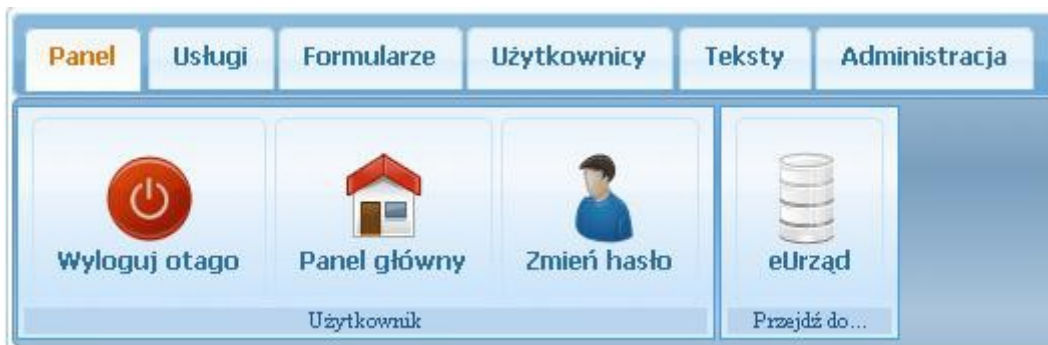 Panel Usługi Formularze Użytkownicy Teksty Administracja
Wyloguj otago Panel główny Zmień hasło eUrząd
Użytkownik Przejdź do...